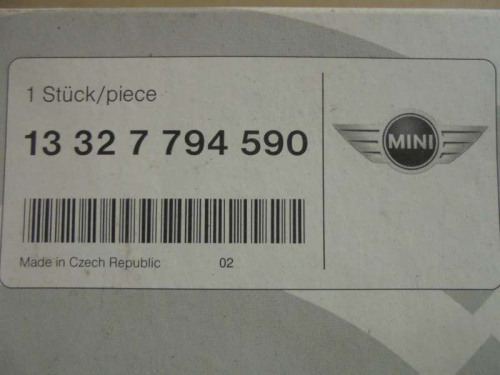 1 Stück/piece
13 32 7 794 590
MINI
Made in Czech Republic 02